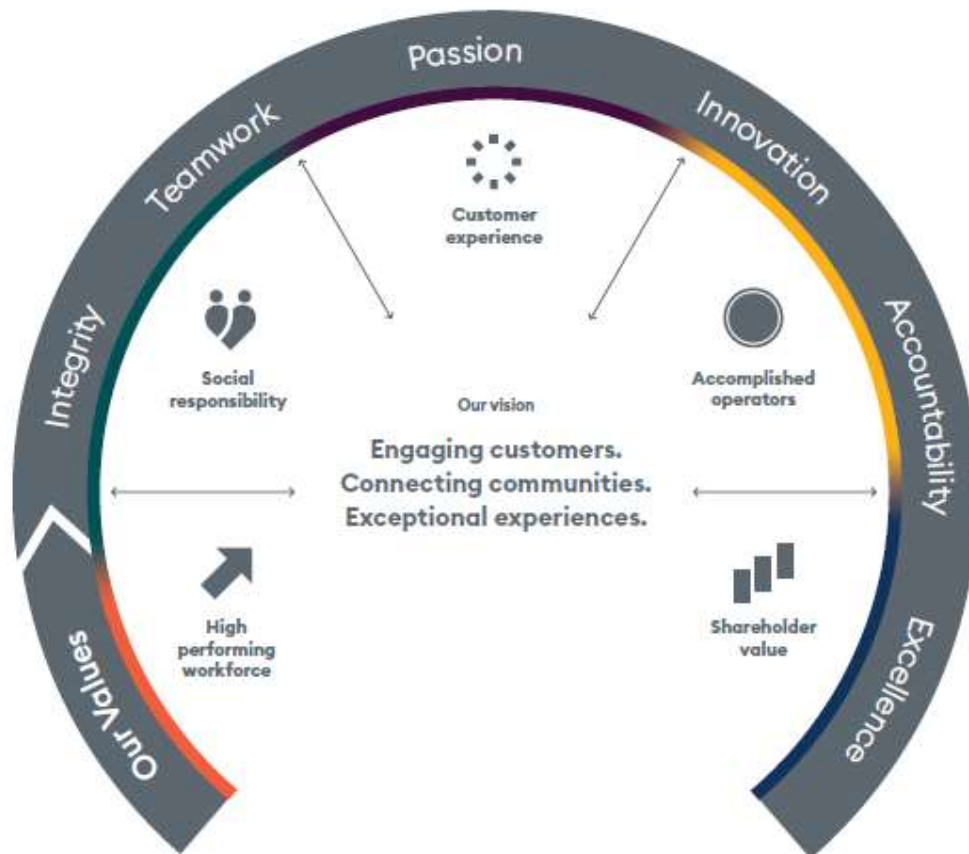 Our Values
Integrity
Teamwork
Passion
Innovation
Accountability
Excellence
Customer
experience
Social
responsibility
Accomplished
operators
Our vision
Engaging customers.
Connecting communities.
Exceptional experiences.
High
performing
workforce
Shareholder
value